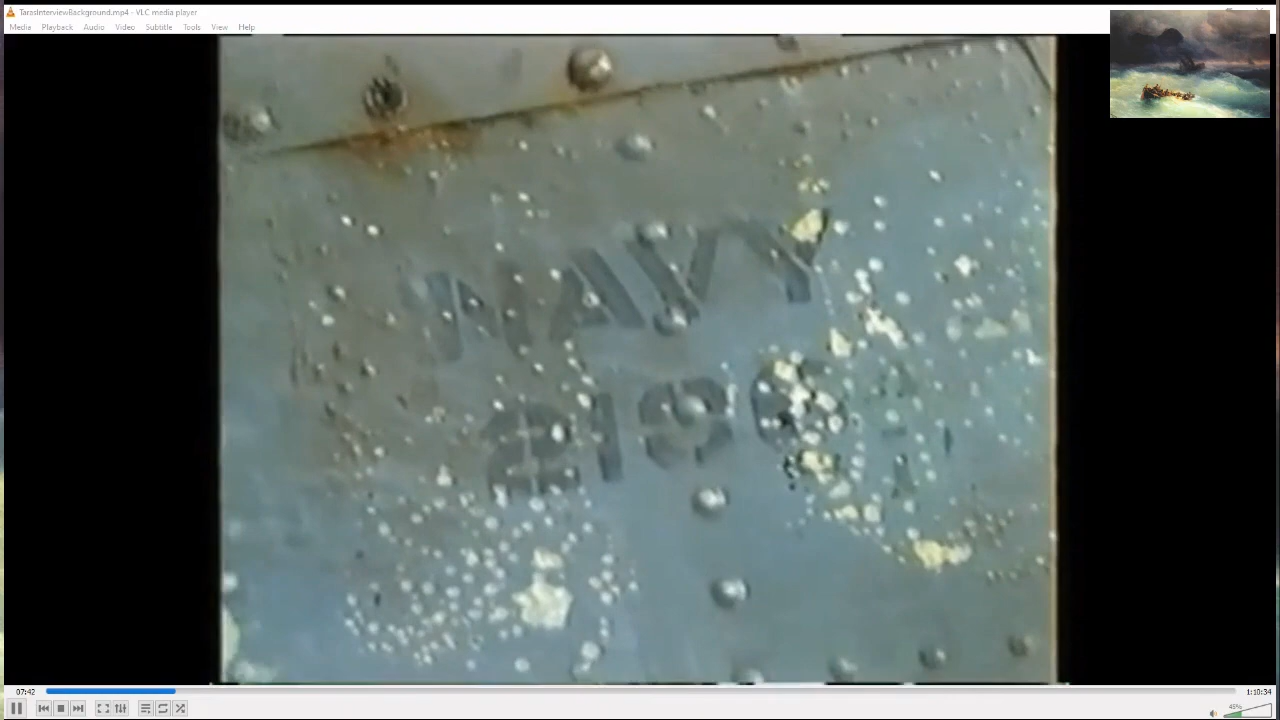 TarasInterviewBackground.mp4 - VLC media player
Media Playback Audio Video Subtitle Tools View Help
NAVY
07:42
1:10:34
45%